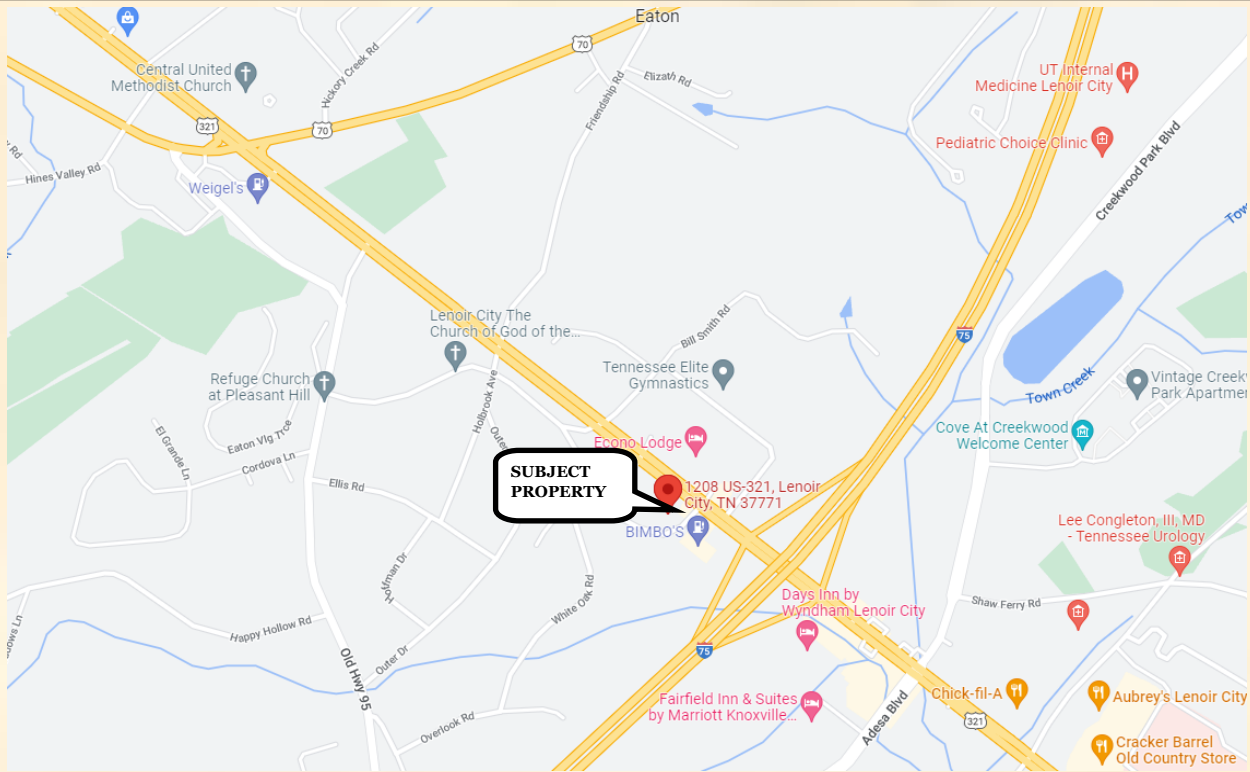 Eaton
70
Central United
Methodist Church
Hickory Creek Rd
Friendship Rd
Elizath Rd
UT Internal
Medicine Lenoir City
321
70
Pediatric Choice Clinic
Creekwood Park Blvd
Hines Valley Rd
Weigel's
Lenoir City The
Church of God of the...
Bill Smith Rd
75
Tennessee Elite
Gymnastics
Refuge Church
at Pleasant Hill
Holbrook Ave
Town Creek
Vintage Creek
Park Apartme
El Grande Ln
Eaton Vlg Trce
Cordova Ln
Econo Lodge
Cove At Creekwood
Welcome Center
SUBJECT
PROPERTY
Ellis Rd
1208 US-321, Lenoir
City, TN 37771
BIMBO'S
Lee Congleton, III, MD
- Tennessee Urology
Hofman Dr
White Oak Rd
Days Inn by
Wyndham Lenoir City
Shaw Ferry Rd
Happy Hollow Rd
Outer Dr
75
Old Hwy 95
Fairfield Inn & Suites
by Marriott Knoxville...
Chick-fil-A
Aubrey's Lenoir City
Adesa Blvd
321
Overlook Rd
Cracker Barrel
Old Country Store